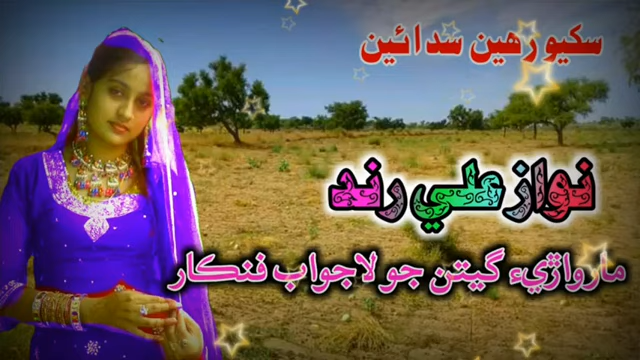 سکيو رهين سدائين
نواز علي رند
مارواڙيءَ گيتن جو لاجواب فنڪار